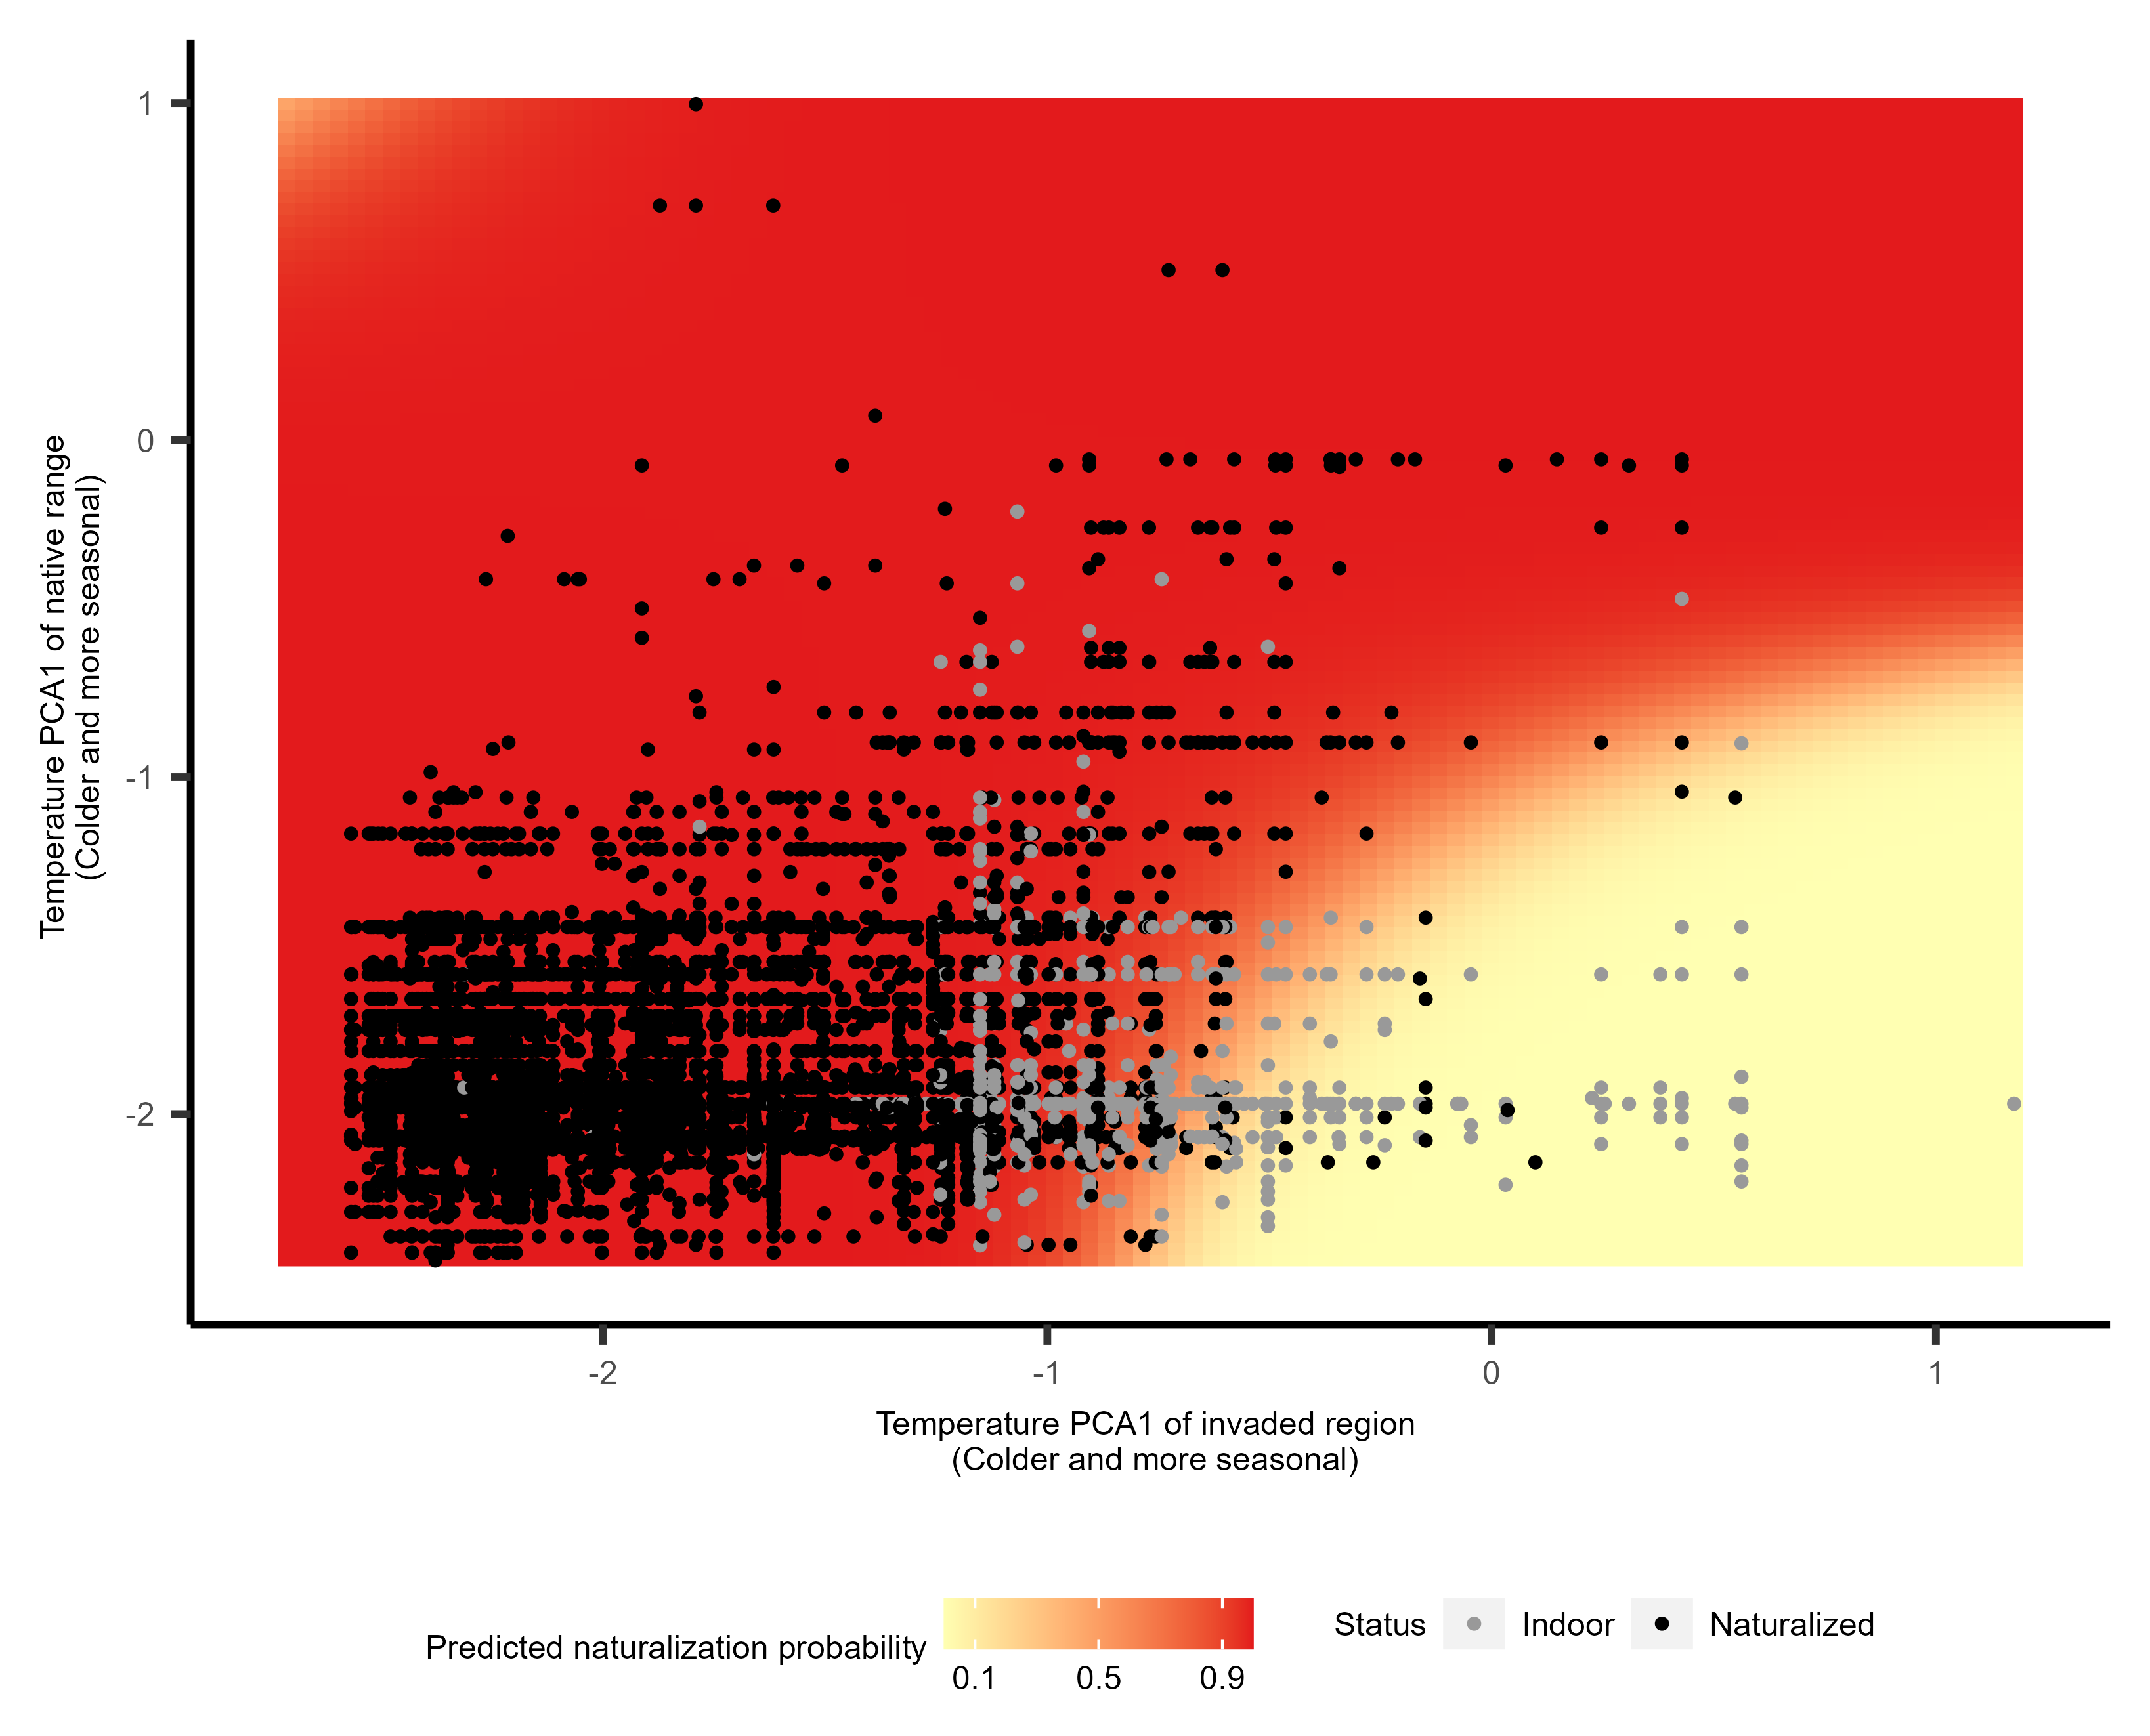 Temperature PCA1 of native range
(Colder and more seasonal)
1
0
-1
-2
-2
-1
0
1
Temperature PCA1 of invaded region
(Colder and more seasonal)
Predicted naturalization probability
0.1
0.5
0.9
Status
Indoor
Naturalized